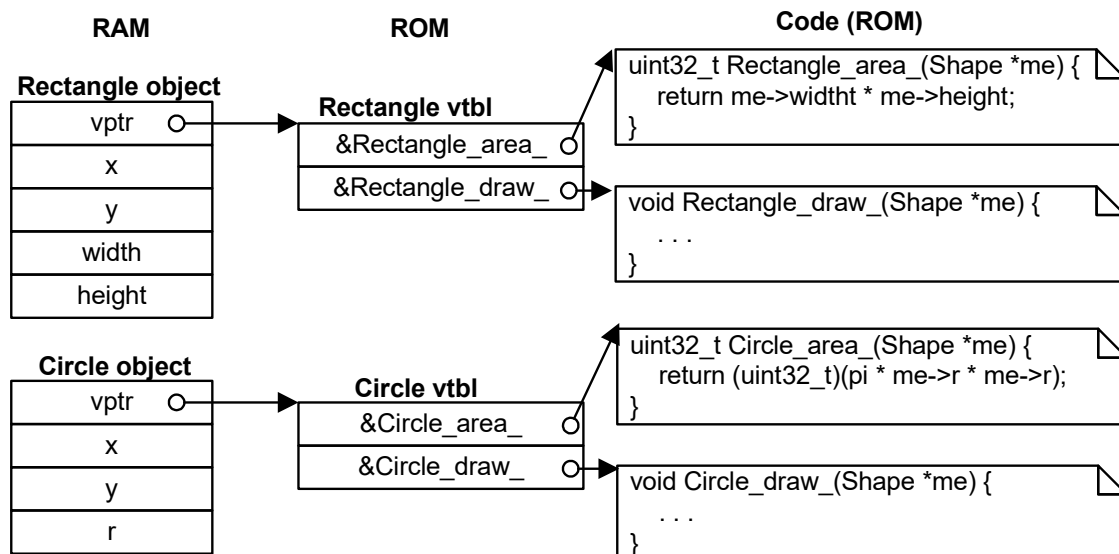 RAM
ROM
Code (ROM)
Rectangle object
vptr
x
y
width
height
Rectangle vtbl
&Rectangle_area_
&Rectangle_draw_
uint32_t Rectangle_area_(Shape *me) {
return me->widtht * me->height;
}
void Rectangle_draw_(Shape *me) {
. . .
}
Circle object
vptr
x
y
r
Circle vtbl
&Circle_area_
&Circle_draw_
uint32_t Circle_area_(Shape *me) {
return (uint32_t)(pi * me->r * me->r);
}
void Circle_draw_(Shape *me) {
. . .
}